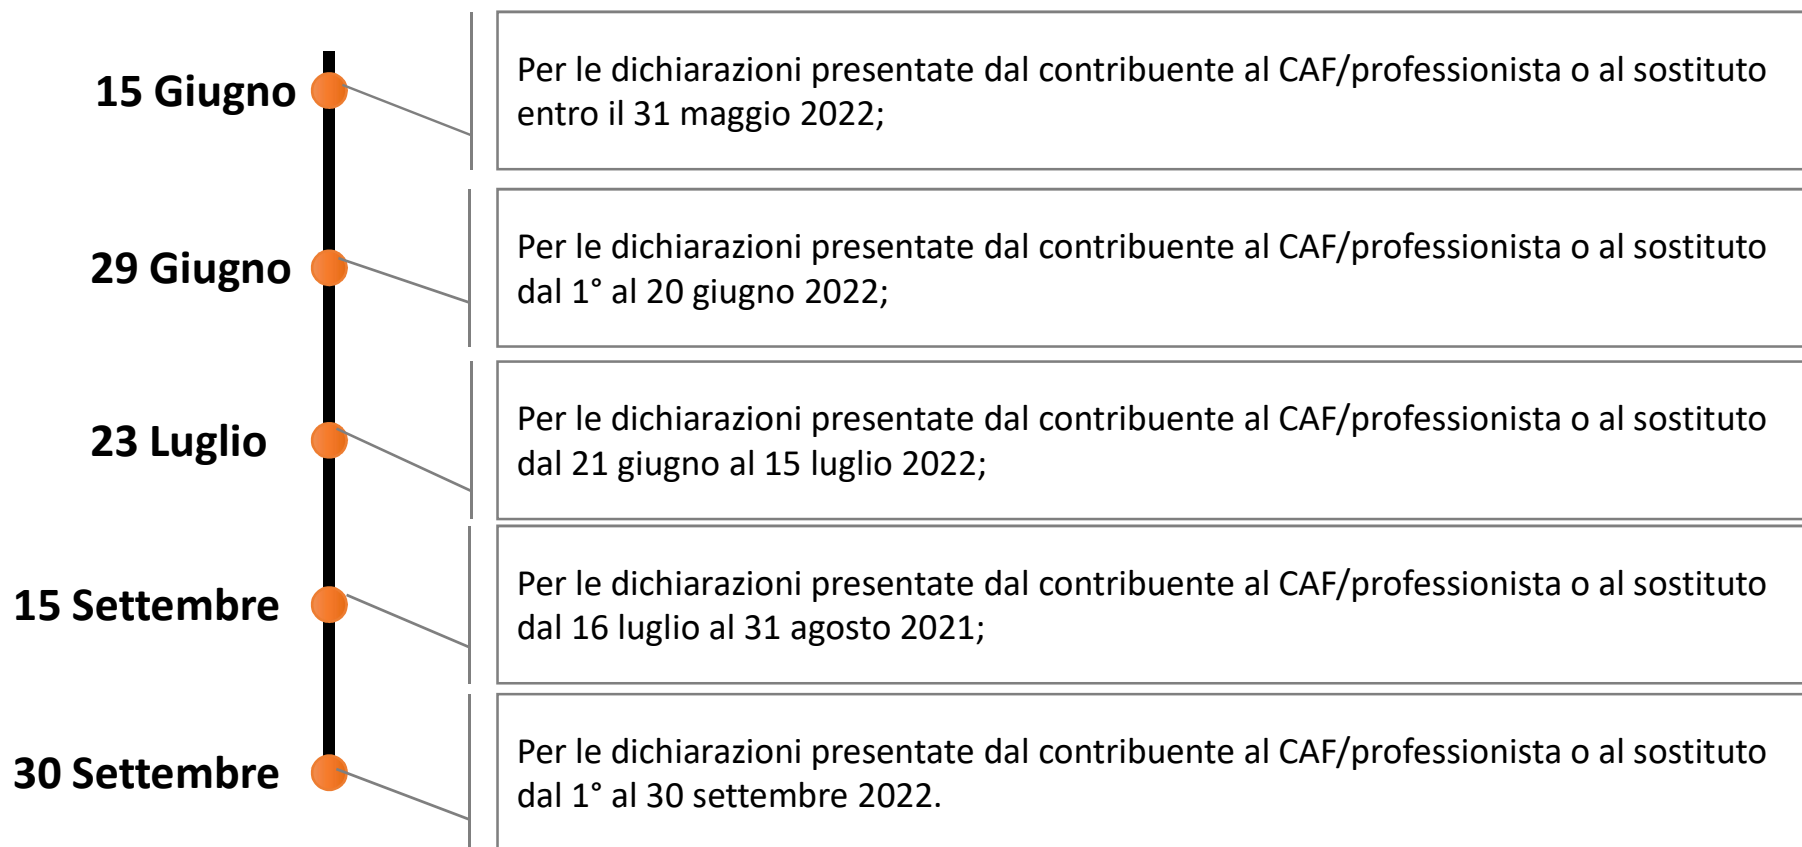 15 Giugno
Per le dichiarazioni presentate dal contribuente al CAF/professionista o al sostituto
entro il 31 maggio 2022;
29 Giugno
Per le dichiarazioni presentate dal contribuente al CAF/professionista o al sostituto
dal 1° al 20 giugno 2022;
23 Luglio
Per le dichiarazioni presentate dal contribuente al CAF/professionista o al sostituto
dal 21 giugno al 15 luglio 2022;
15 Settembre
Per le dichiarazioni presentate dal contribuente al CAF/professionista o al sostituto
dal 16 luglio al 31 agosto 2021;
30 Settembre
Per le dichiarazioni presentate dal contribuente al CAF/professionista o al sostituto
dal 1° al 30 settembre 2022.